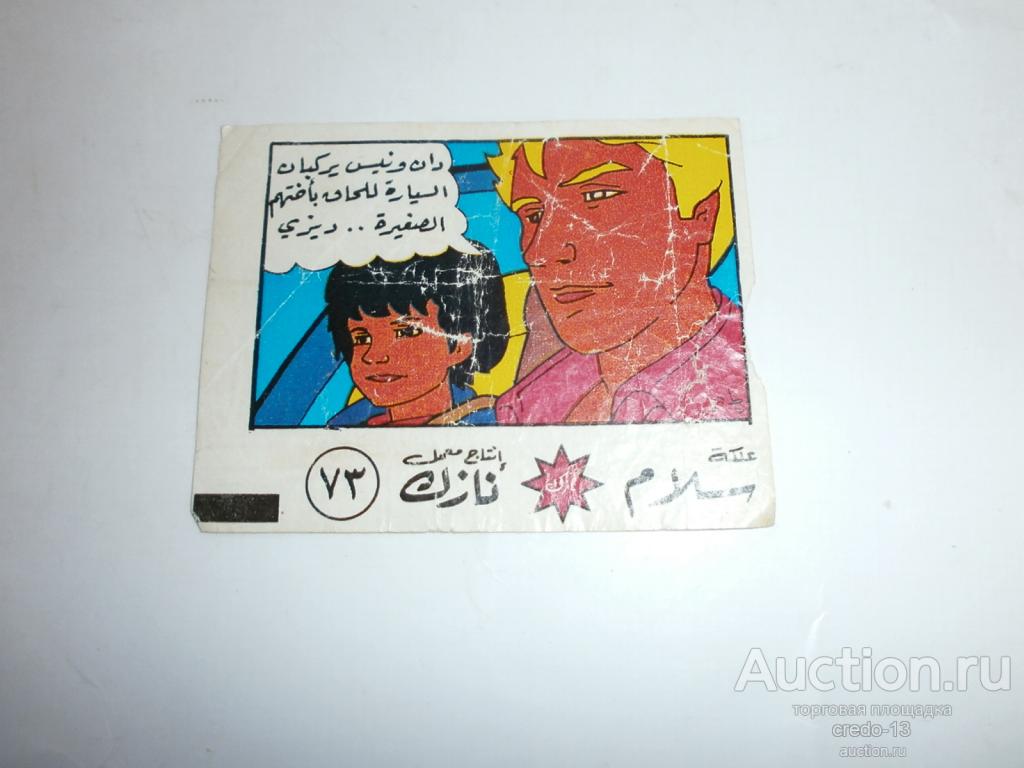 دان ونيس يركبان
السيارة للحاق بأختهم
الصغيرة .. ديزي
علكة
سلام
نازك
إنتاج معمل
نازك
٧٣
Auction.ru
торговая площадка
credo-13
auction.ru